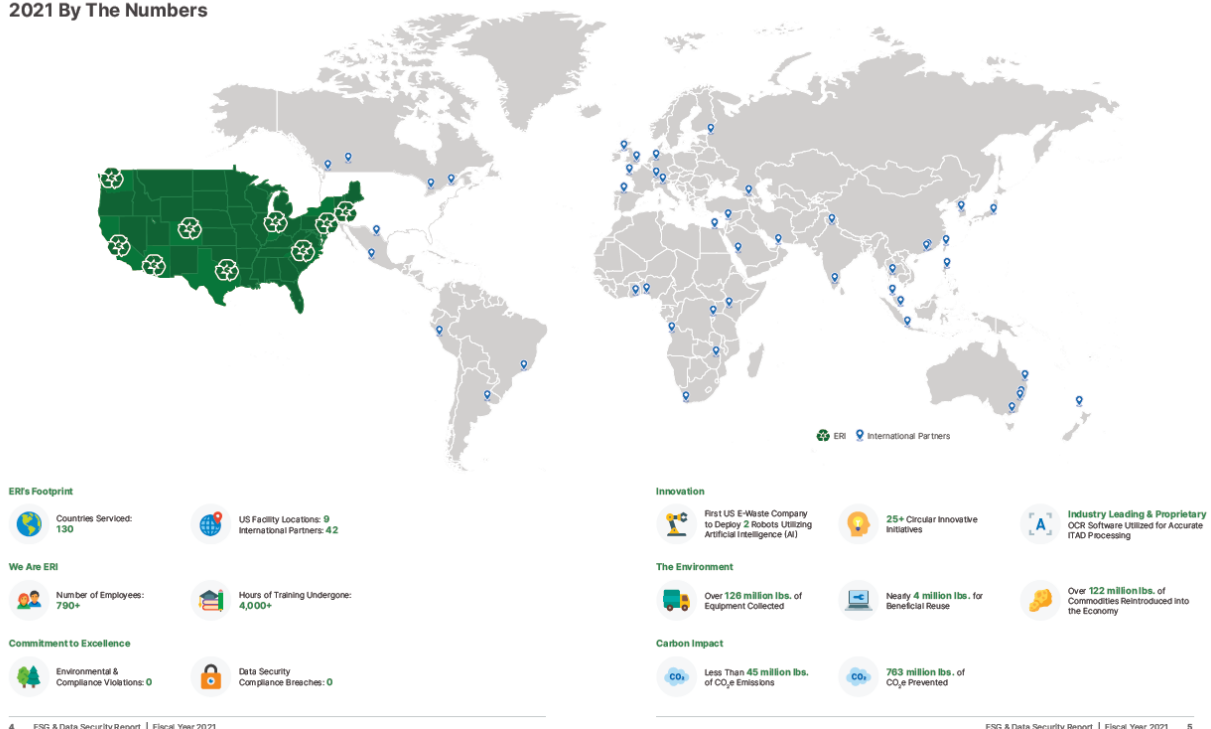 2021 By The Numbers
ERI
International Partners
ERI's Footprint
Countries Serviced:
130
US Facility Locations: 9
International Partners: 42
We Are ERI
Number of Employees:
790+
Hours of Training Undergone:
4,000+
Commitment to Excellence
Environmental &
Compliance Violations: 0
Data Security
Compliance Breaches: 0
Innovation
First US E-Waste Company
to Deploy 2 Robots Utilizing
Artificial Intelligence (AI)
25+ Circular Innovative
Initiatives
A
Industry Leading & Proprietary
OCR Software Utilized for Accurate
ITAD Processing
The Environment
Over 126 million lbs. of
Equipment Collected
Nearly 4 million lbs. for
Beneficial Reuse
Over 122 million lbs. of
Commodities Reintroduced into
the Economy
Carbon Impact
CO₂
Less Than 45 million lbs.
of CO₂e Emissions
CO₂
763 million lbs. of
CO₂e Prevented
4 ESG & Data Security Report | Fiscal Year 2021
ESG & Data Security Report | Fiscal Year 2021 5